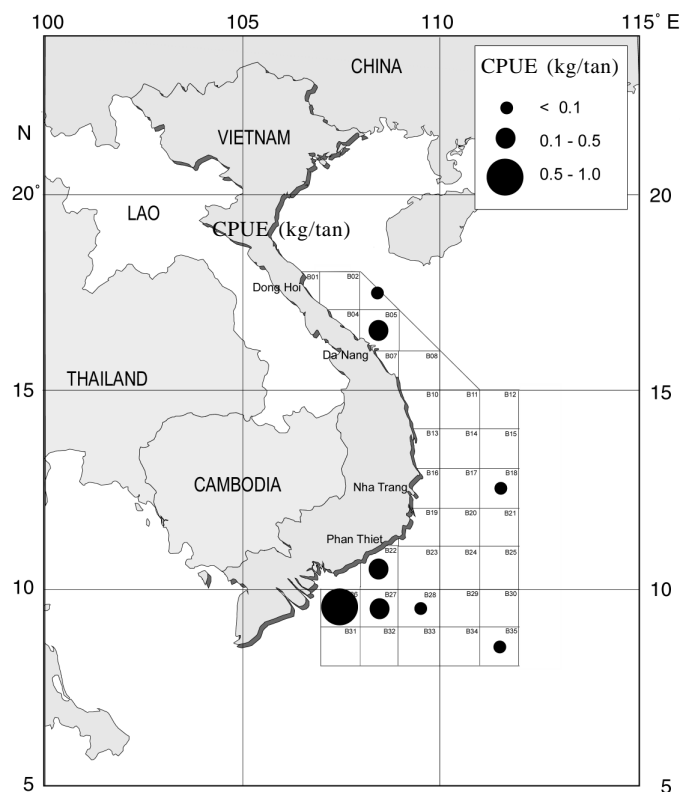 100 105 110 115° E
CHINA
CPUE (kg/tan)
< 0.1
0.1 - 0.5
0.5 - 1.0
N
VIETNAM
20° 20
LAO
CPUE (kg/tan)
B01 B02
Dong Hoi
B04 B05
Da Nang
B07 B08
THAILAND
15 15
B10 B11 B12
B13 B14 B15
B16 B17 B18
CAMBODIA
Nha Trang
B19 B20 B21
Phan Thiet
B22 B23 B24 B25
10 10
B27 B28 B29 B30
B31 B32 B33 B34 B35
5 5